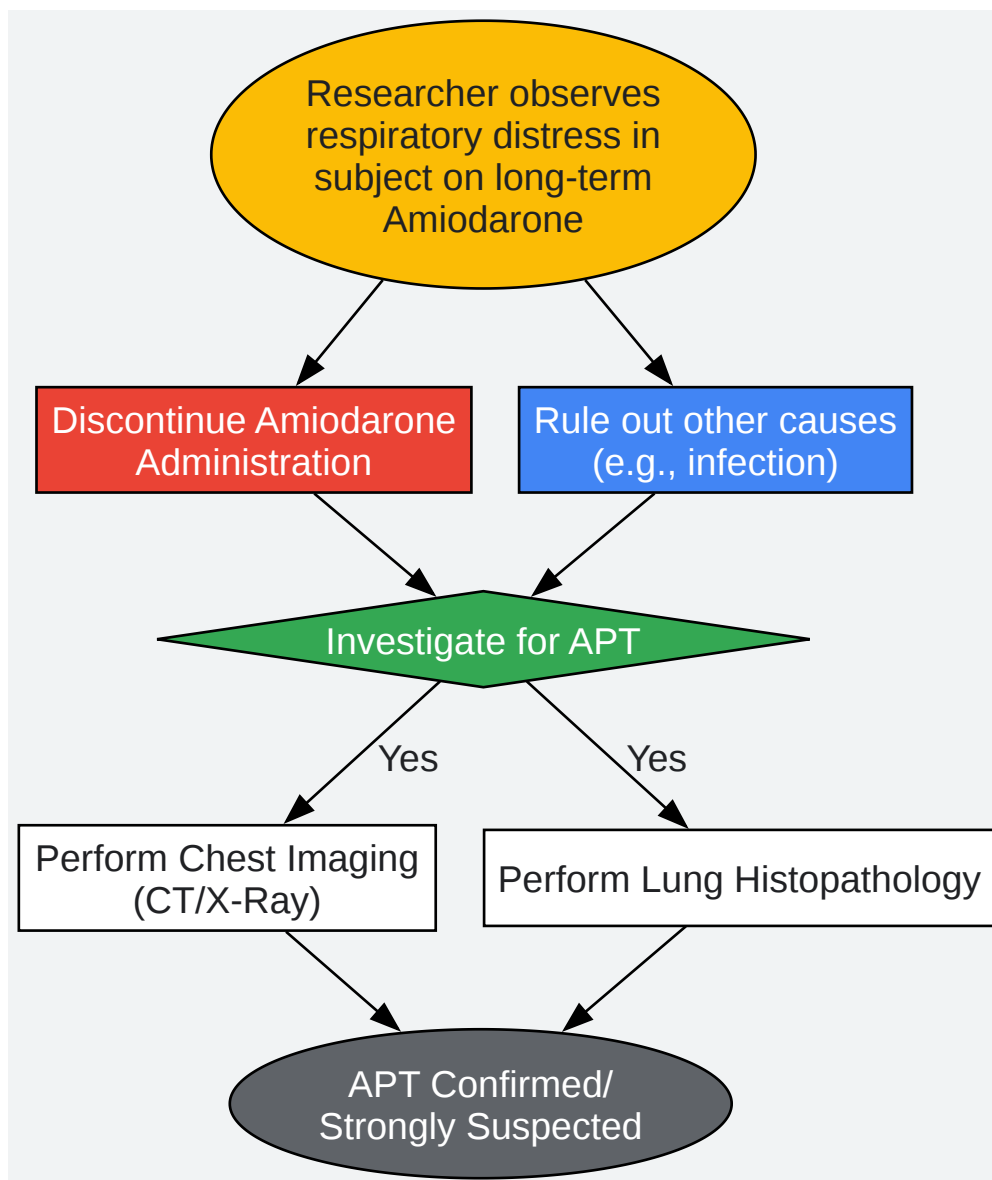 Researcher observes
respiratory distress in
subject on long-term
Amiodarone
Discontinue Amiodarone
Administration
Rule out other causes
(e.g., infection)
Investigate for APT
Yes
Yes
Perform Chest Imaging
(CT/X-Ray)
Perform Lung Histopathology
APT Confirmed/
Strongly Suspected